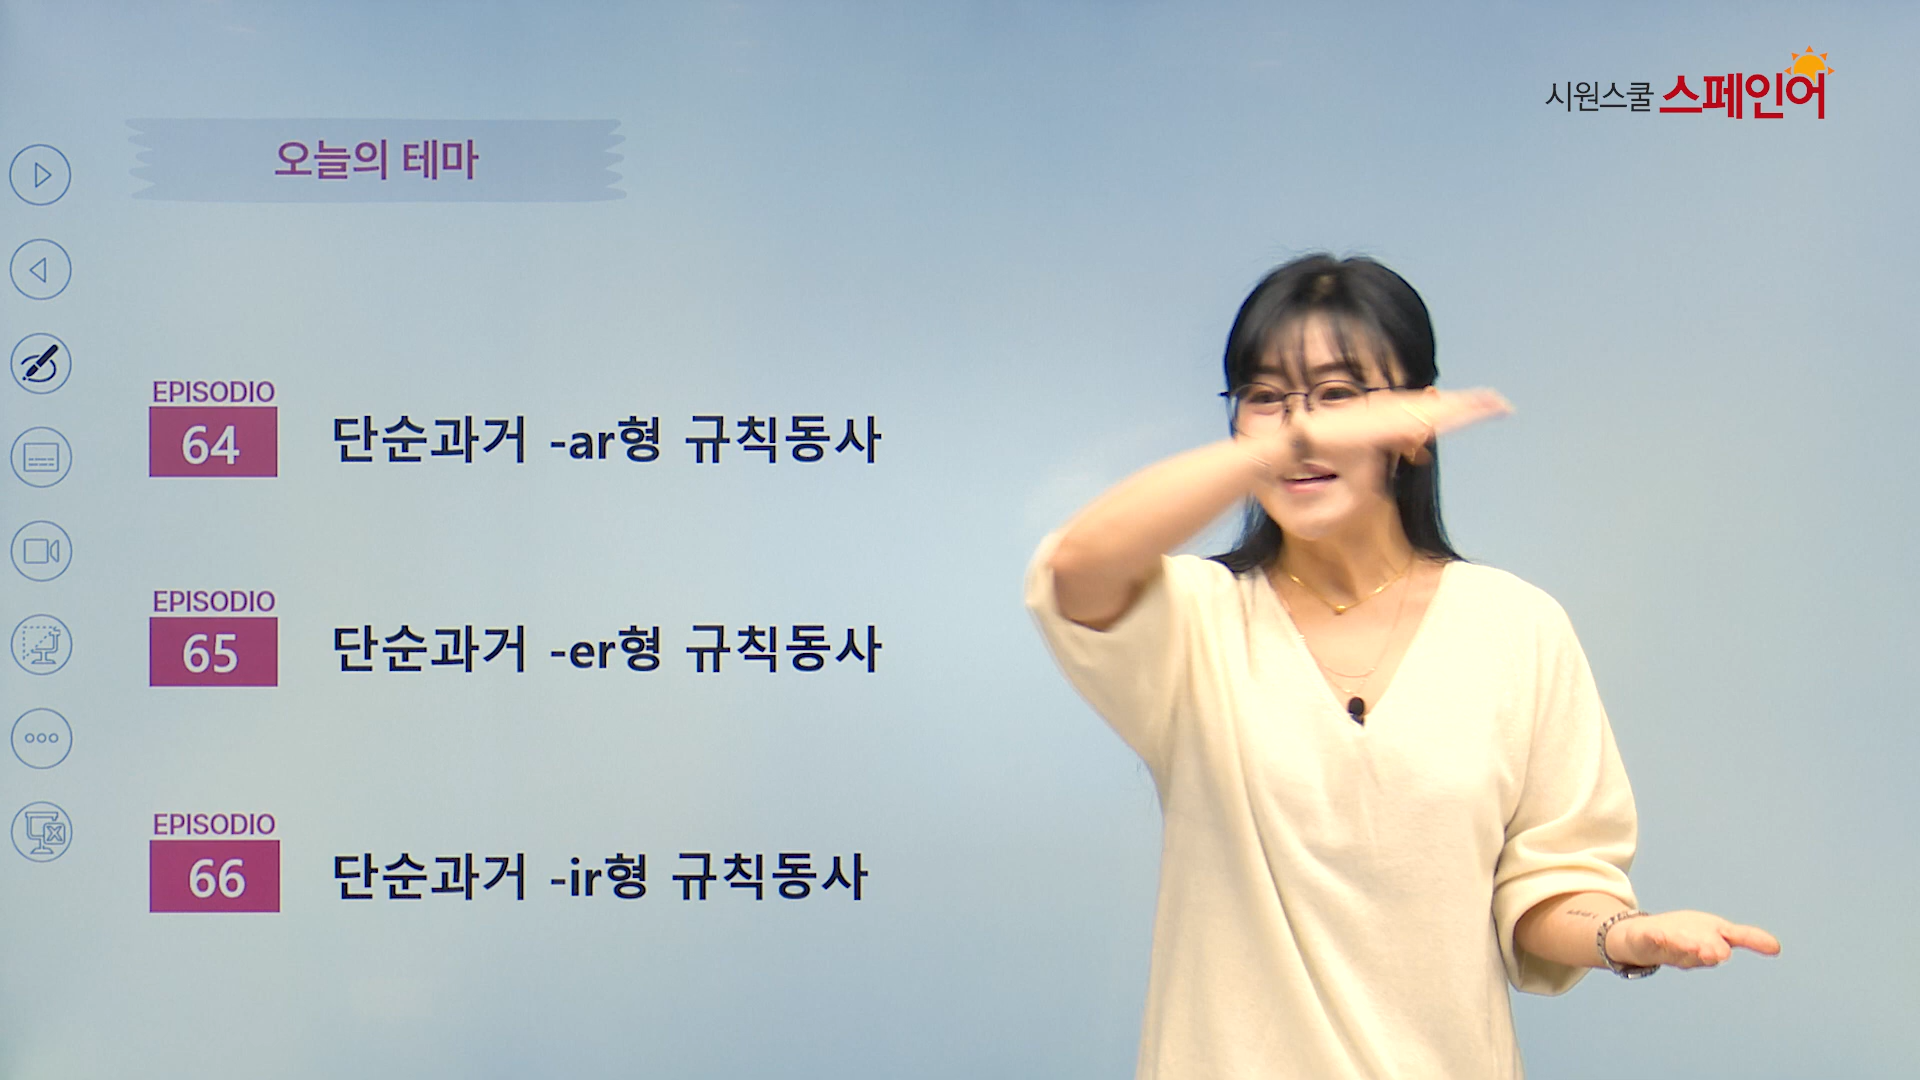 시원스쿨 스페인어
오늘의 테마
EPISODIO
64 단순과거 -ar형 규칙동사
EPISODIO
65 단순과거 -er형 규칙동사
EPISODIO
66 단순과거 -ir형 규칙동사